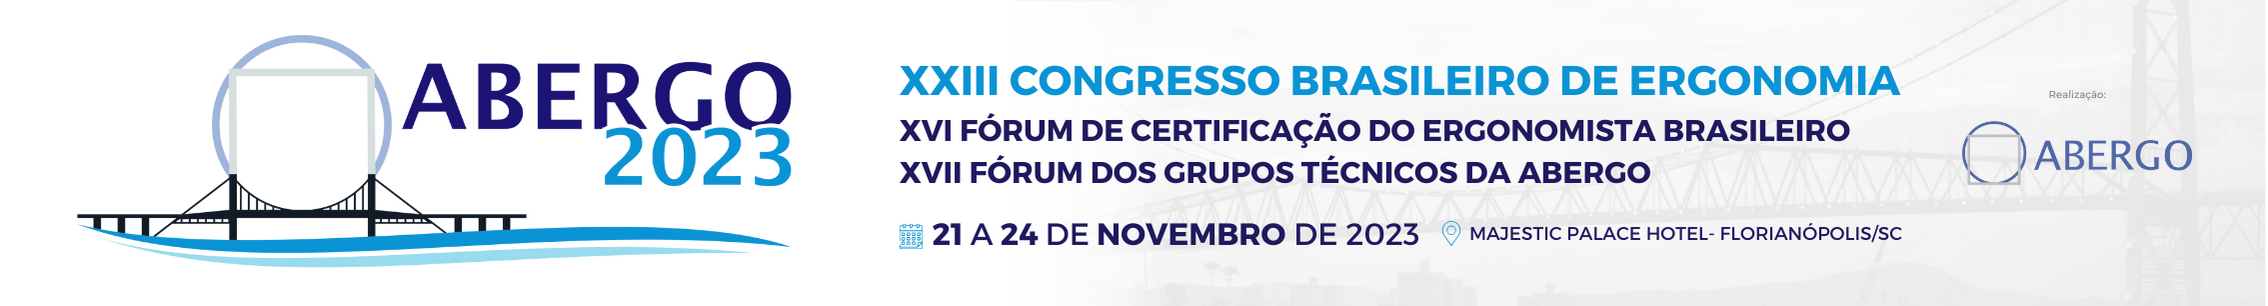 ABERGO
2023
XXIII CONGRESSO BRASILEIRO DE ERGONOMIA
XVI FÓRUM DE CERTIFICAÇÃO DO ERGONOMISTA BRASILEIRO
XVII FÓRUM DOS GRUPOS TÉCNICOS DA ABERGO
21 A 24 DE NOVEMBRO DE 2023 MAJESTIC PALACE HOTEL- FLORIANÓPOLIS/SC
Realização:
ABERGO